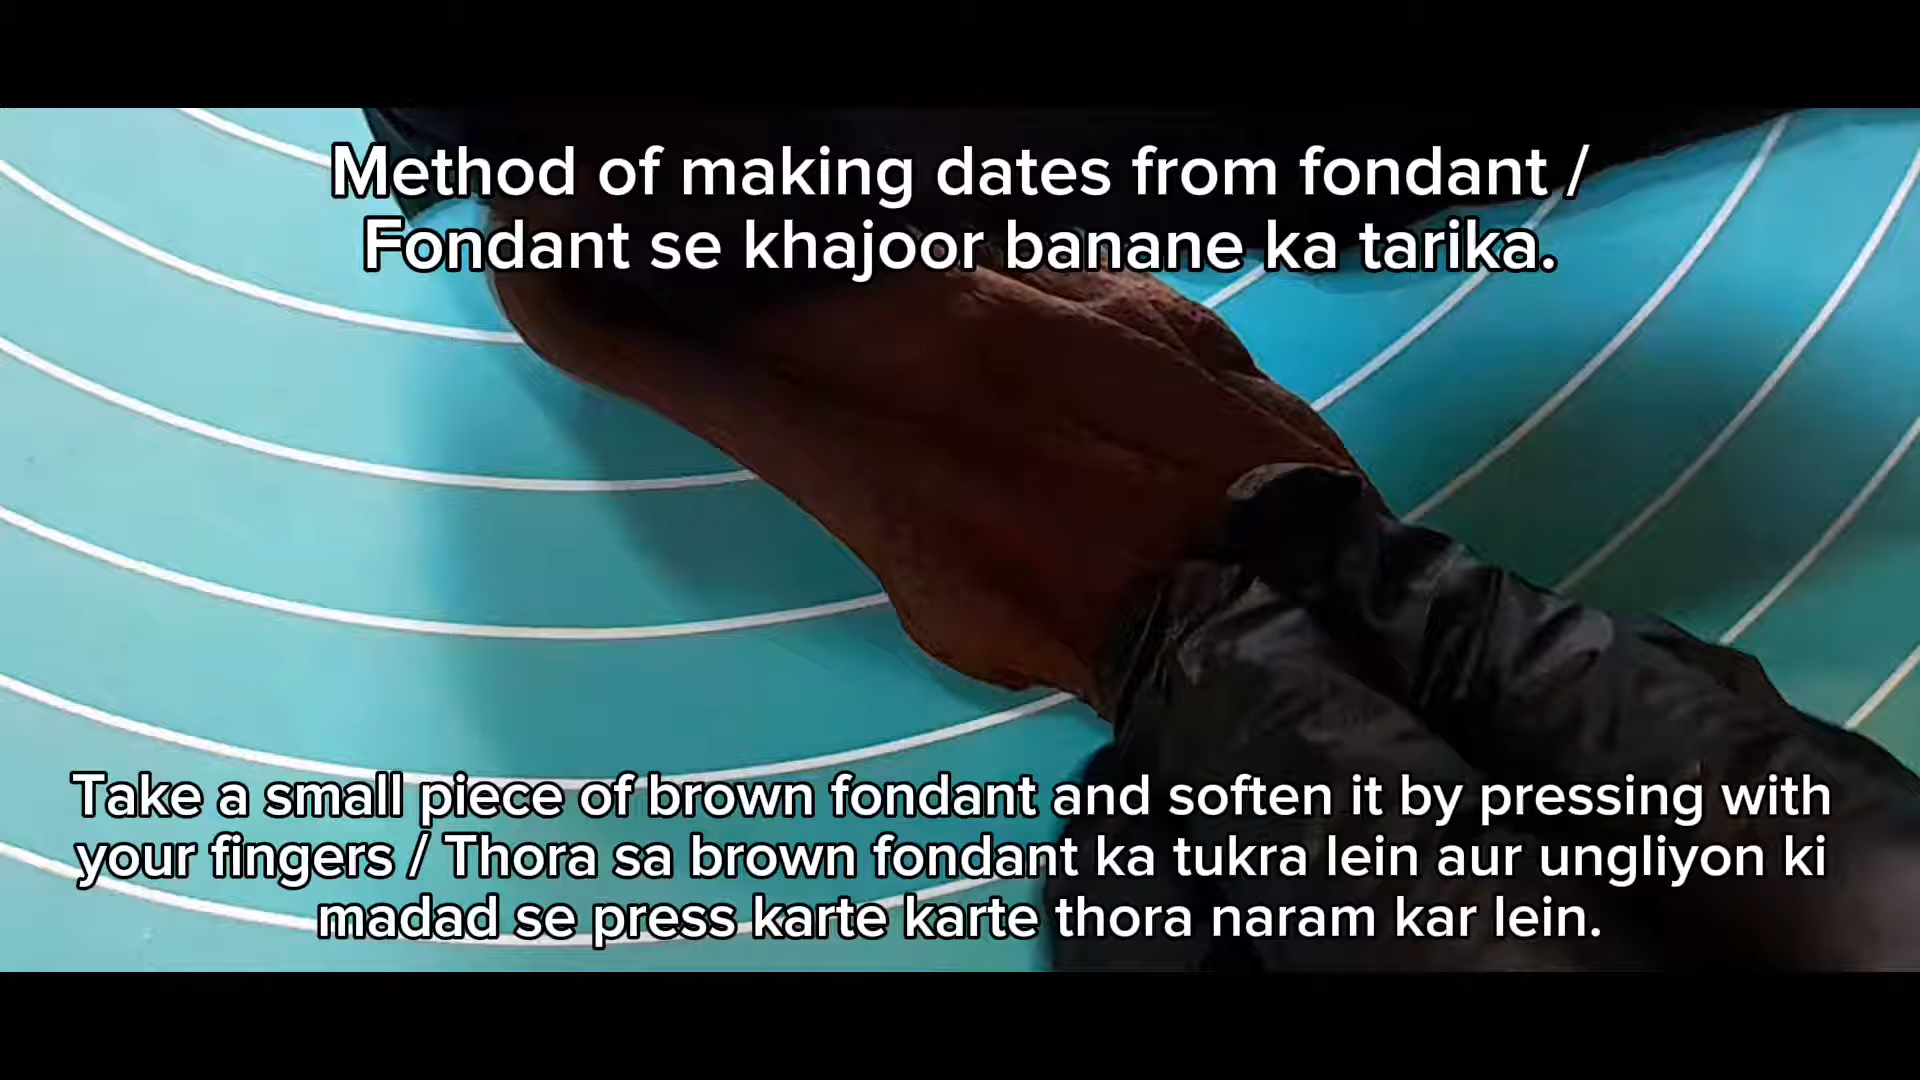 Method of making dates from fondant /
Fondant se khajoor banane ka tarika.
Take a small piece of brown fondant and soften it by pressing with
your fingers / Thora sa brown fondant ka tukra lein aur ungliyon ki
madad se press karte karte thora naram kar lein.